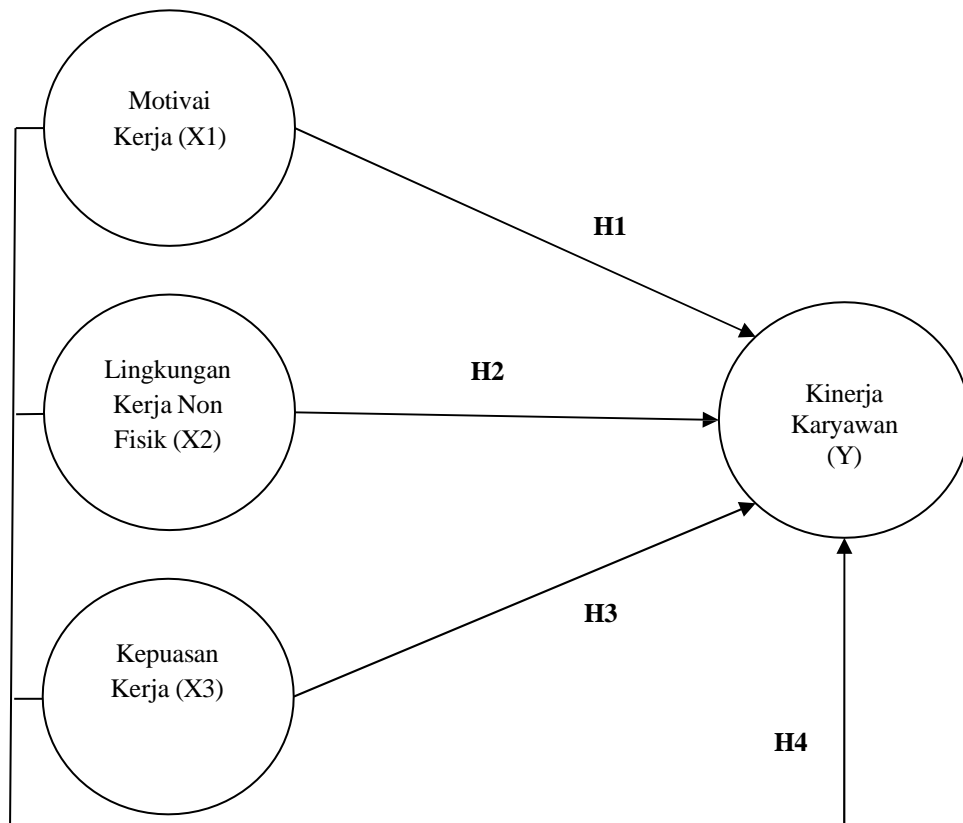 Motivai
Kerja (X1)
H1
Lingkungan
Kerja Non
Fisik (X2)
H2
Kinerja
Karyawan
(Y)
Kepuasan
Kerja (X3)
H3
H4